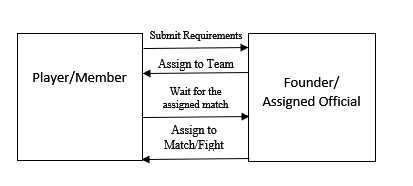 Submit Requirements
Player/Member
Assign to Team
Founder/
Assigned Official
Wait for the
assigned match
Assign to
Match/Fight